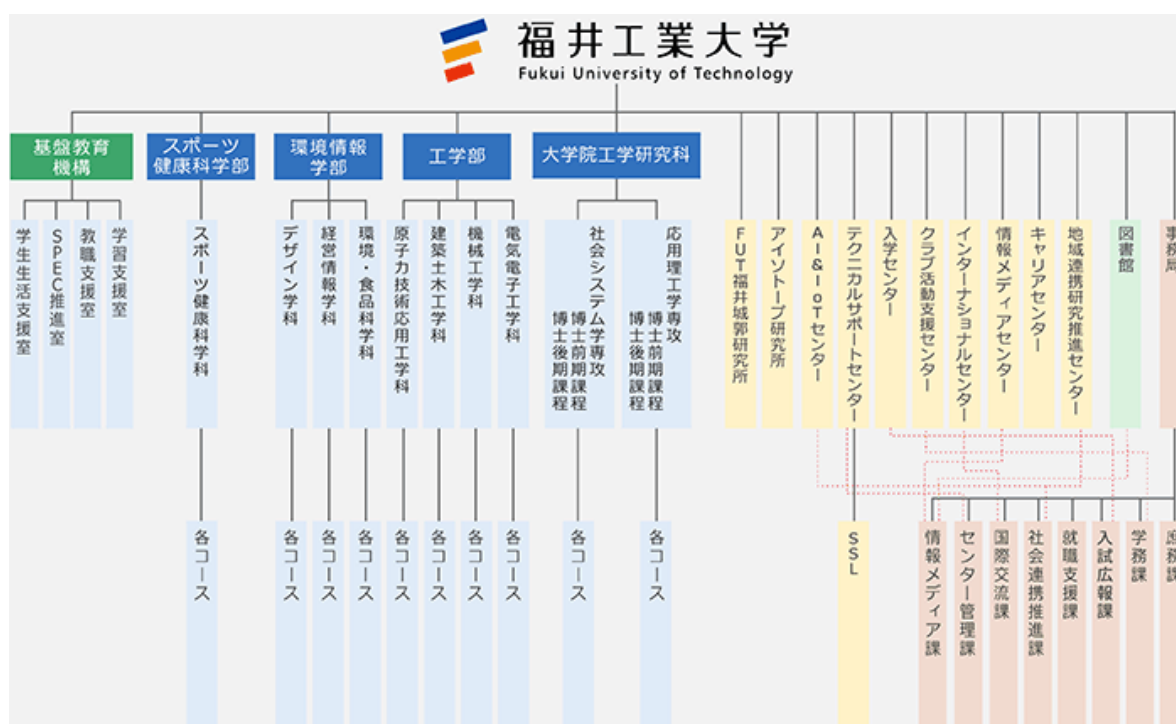 福井工業大学
Fukui University of Technology
基盤教育
機構
スポーツ
健康科学部
環境情報
学部
工学部
大学院工学研究科
学生生活支援室
SPEC推進室
教職支援室
学習支援室
スポーツ健康科学科
デザイン学科
経営情報学科
環境・食品科学科
原子力技術応用工学科
建築土木工学科
機械工学科
電気電子工学科
社会システム学専攻
博士前期課程
博士後期課程
応用理工学専攻
博士前期課程
博士後期課程
FUT福井城郭研究所
アイソトープ研究所
AI&IoTセンター
テクニカルサポートセンター
入学センター
クラブ活動支援センター
インターナショナルセンター
情報メディアセンター
キャリアセンター
地域連携研究推進センター
図書館
事務局
各コース
各コース
各コース
各コース
各コース
各コース
各コース
各コース
各コース
各コース
SSL
情報メディア課
センター管理課
国際交流課
社会連携推進課
就職支援課
入試広報課
学務課
庶務課